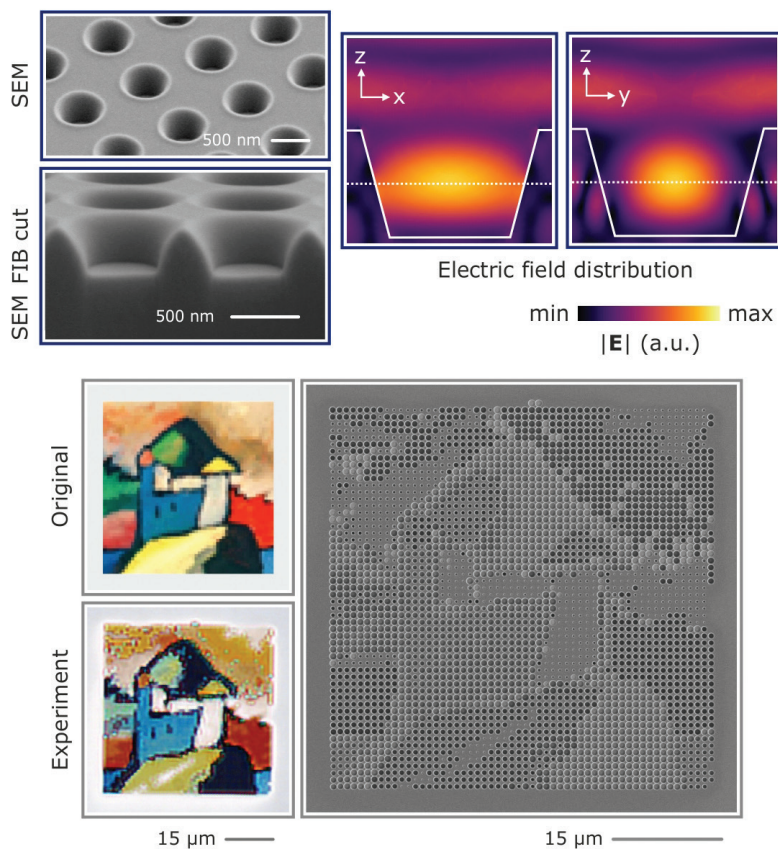 SEM
500 nm
SEM FIB cut
500 nm
z
x
z
y
Electric field distribution
min
max
|E| (a.u.)
Original
Experiment
15 µm
15 µm